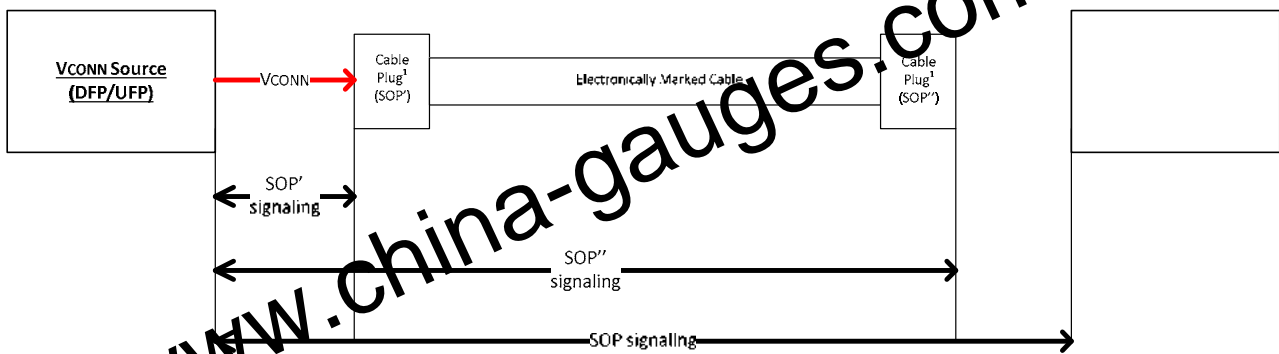 VCONN Source
(DFP/UFP)
VCONN
Cable
Plug¹
(SOP')
Electronically Marked Cable
Cable
Plug¹
(SOP'')
SOP'
signaling
SOP''
signaling
SOP signaling
www.china-gauges.com